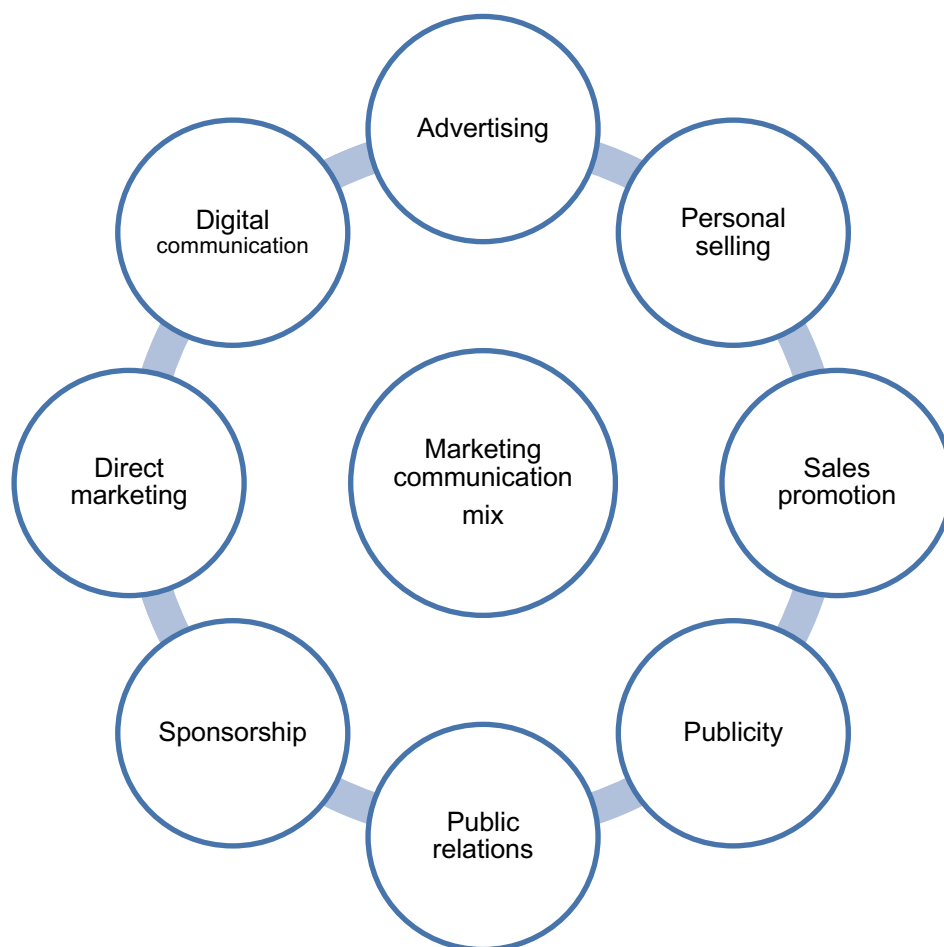 Advertising
Personal
selling
Sales
promotion
Publicity
Public
relations
Sponsorship
Direct
marketing
Digital
communication
Marketing
communication
mix